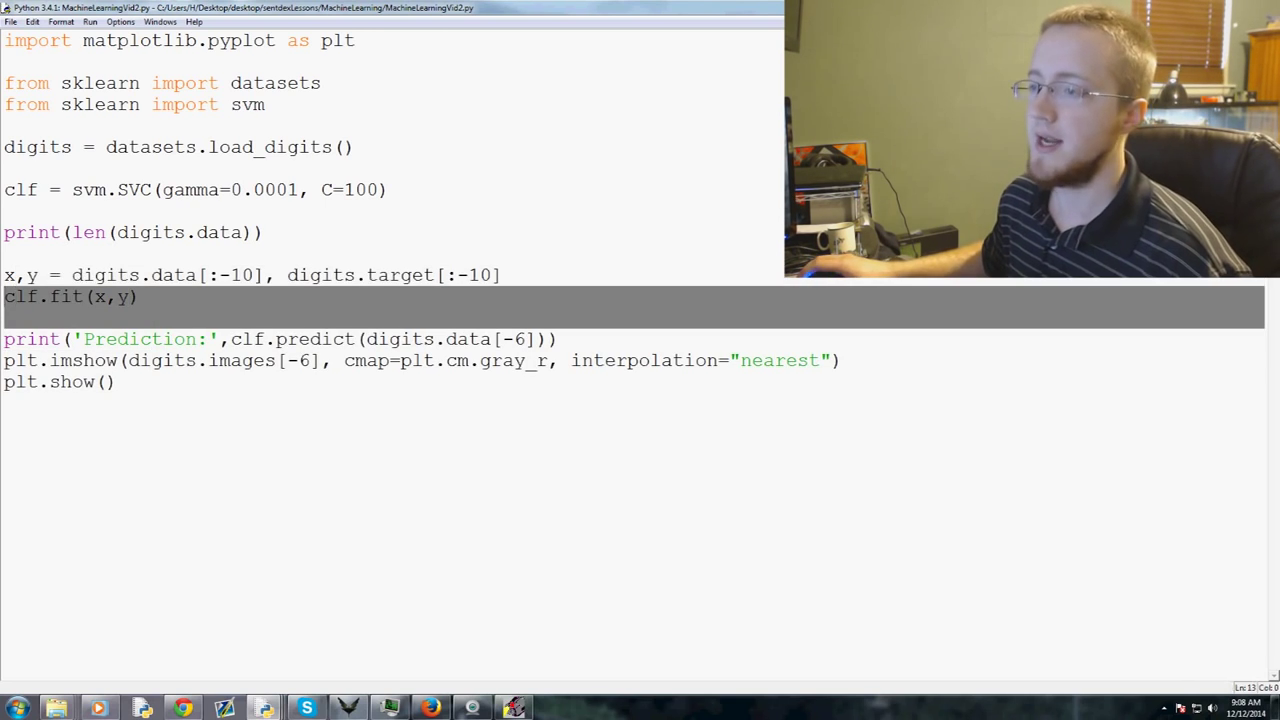 Python 3.4.1: MachineLearningVid2.py - C:/Users/H/Desktop/desktop/sentdexLessons/MachineLearning/MachineLearningVid2.py
File Edit Format Run Options Windows Help
import matplotlib.pyplot as plt
from sklearn import datasets
from sklearn import svm
digits = datasets.load_digits()
clf = svm.SVC(gamma=0.0001, C=100)
print(len(digits.data))
x,y = digits.data[:-10], digits.target[:-10]
clf.fit(x,y)
print('Prediction:',clf.predict(digits.data[-6]))
plt.imshow(digits.images[-6], cmap=plt.cm.gray_r, interpolation="nearest")
plt.show()
Ln: 13 Col: 0
9:08 AM
12/12/2014